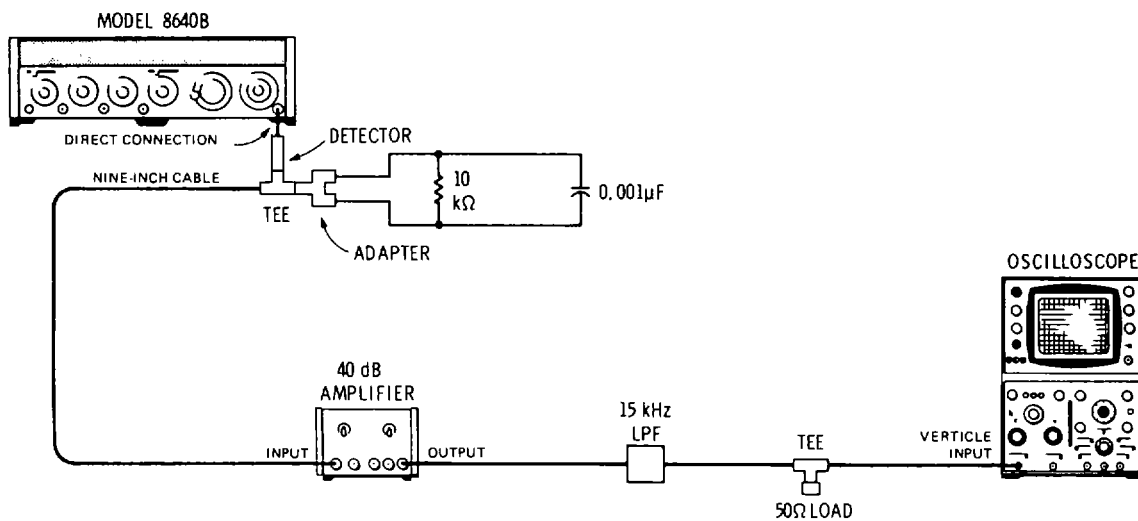 MODEL 8640B
DIRECT CONNECTION
DETECTOR
NINE-INCH CABLE
TEE
10
kΩ
0.001µF
ADAPTER
OSCILLOSCOPE
40 dB
AMPLIFIER
15 kHz
LPF
TEE
VERTICLE
INPUT
INPUT
OUTPUT
50Ω LOAD